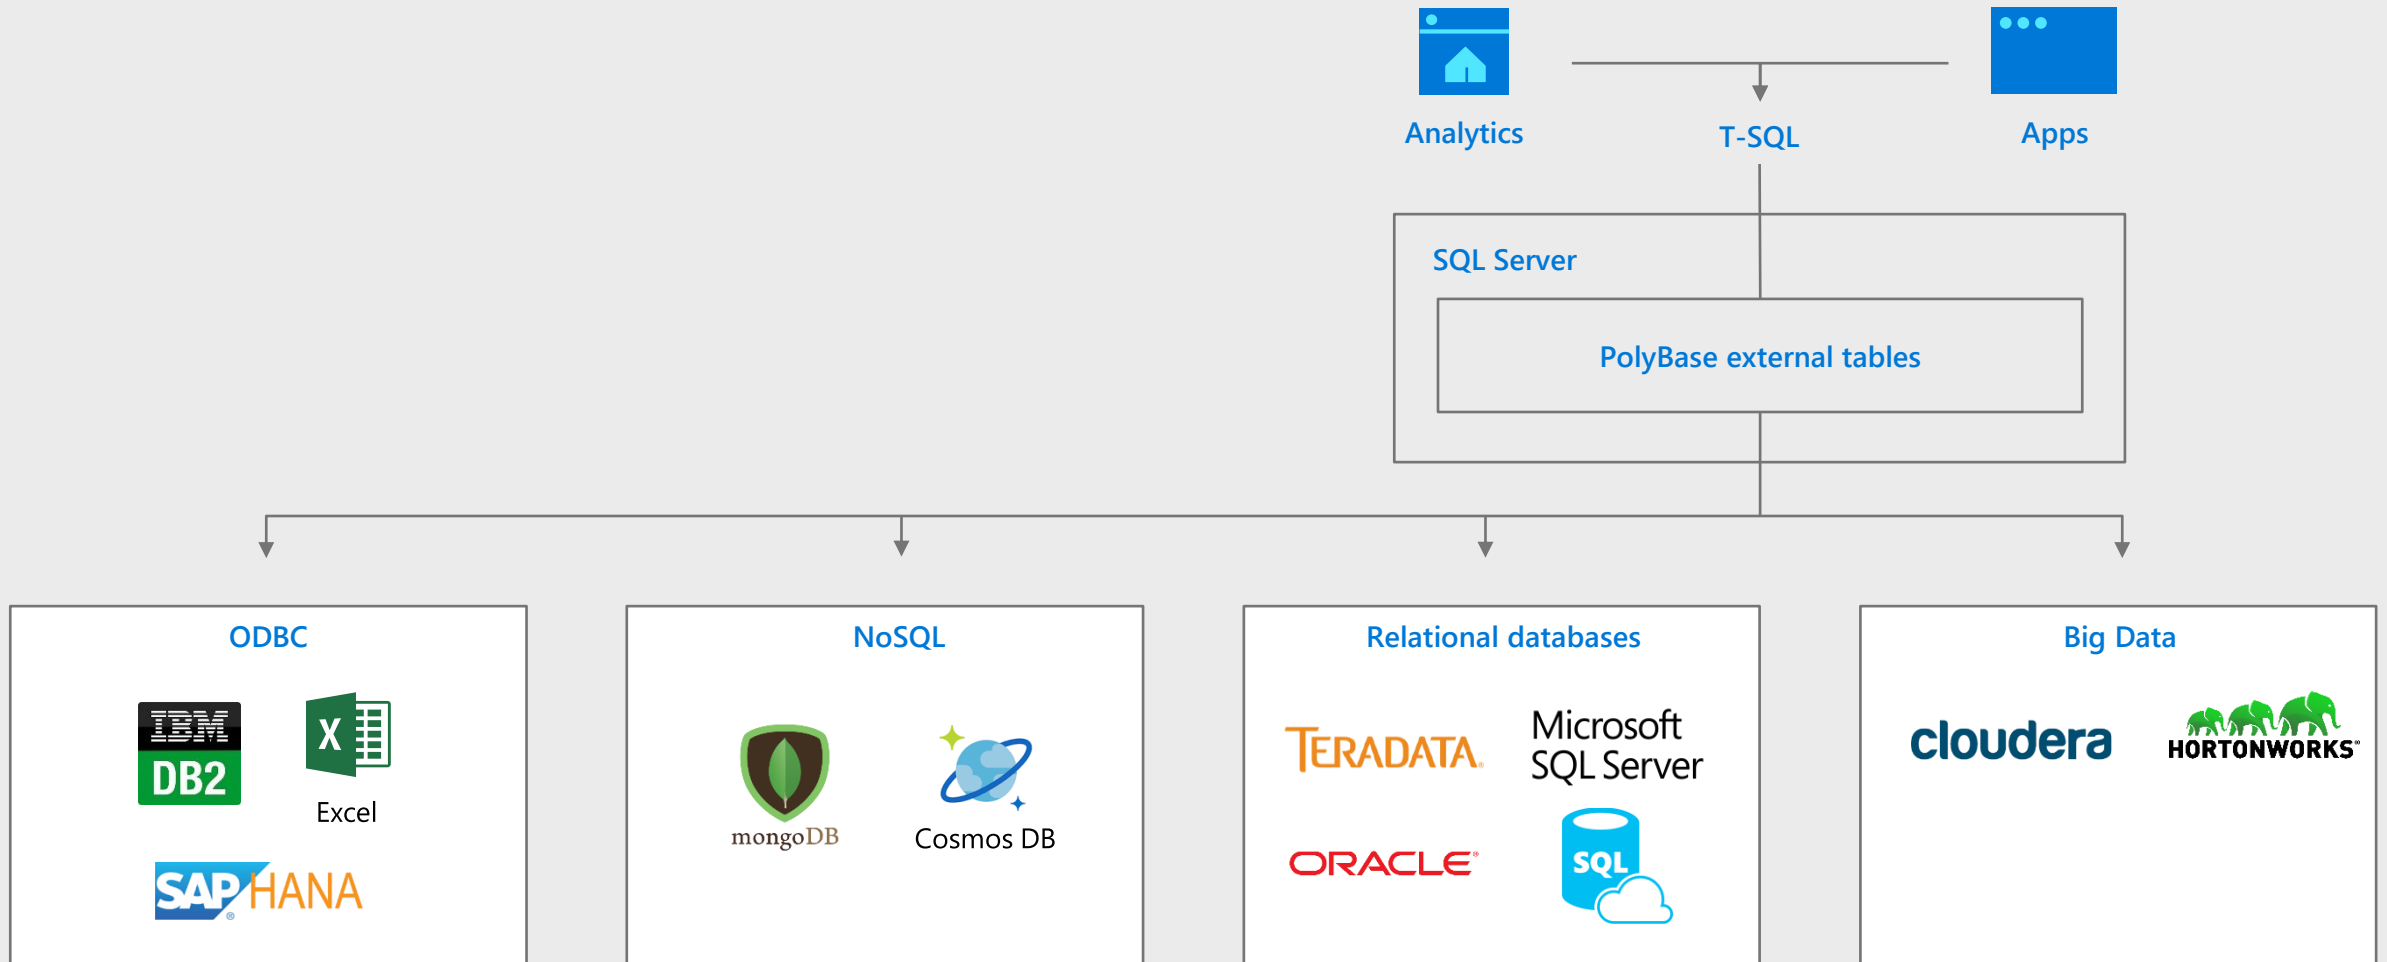 Analytics
T-SQL
Apps
SQL Server
PolyBase external tables
ODBC
IBM
DB2
Excel
SAP® HANA
NoSQL
mongoDB
Cosmos DB
Relational databases
TERADATA®
Microsoft
SQL Server
ORACLE®
SQL
Big Data
cloudera
HORTONWORKS®